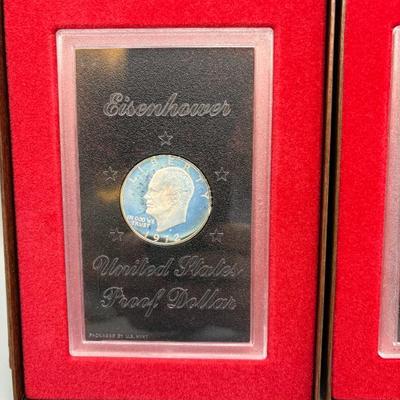 Eisenhower
LIBERTY
IN GOD WE
TRUST
1972
United States
Proof Dollar
PACKAGED BY U.S. MINT